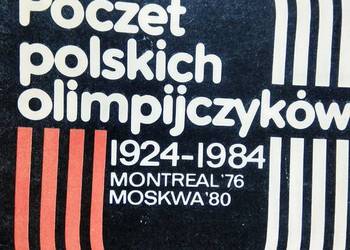 Poczet
polskich
olimpijczyków
1924-1984
MONTREAL'76
MOSKWA'80